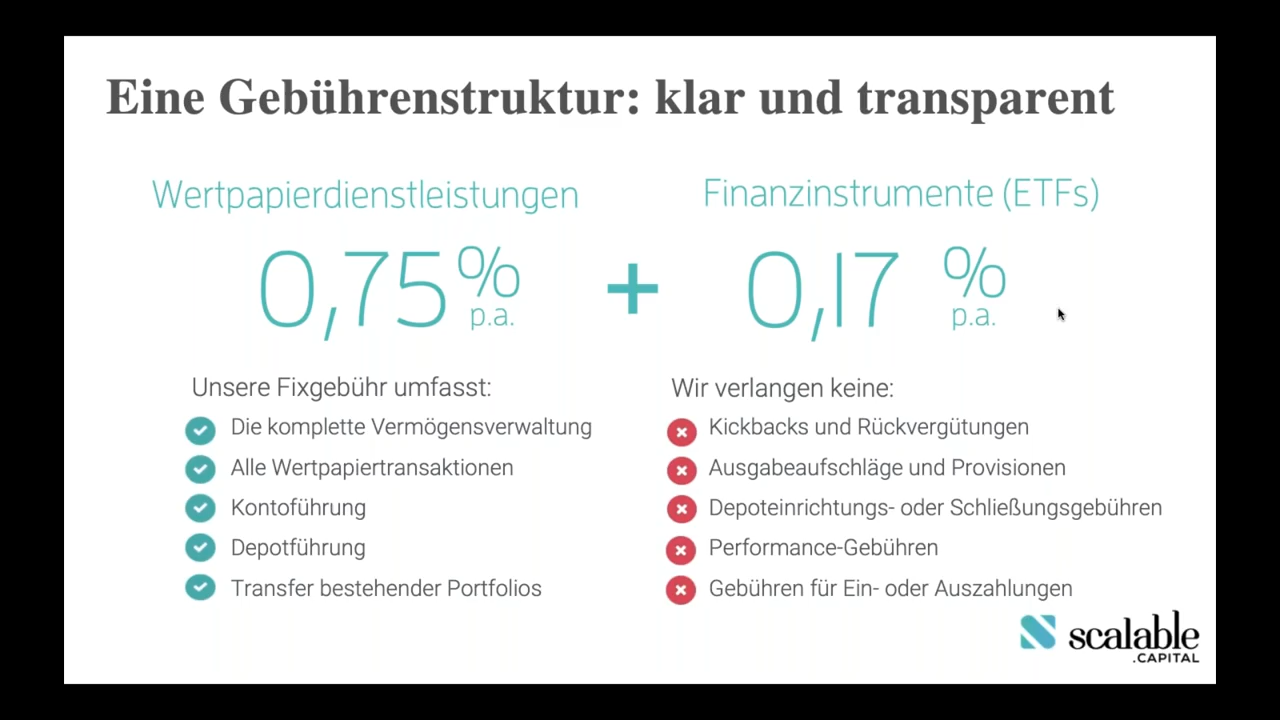 Eine Gebührenstruktur: klar und transparent
Wertpapierdienstleistungen
0,75 % p.a.
+
Finanzinstrumente (ETFs)
0,17 % p.a.
Unsere Fixgebühr umfasst:
Die komplette Vermögensverwaltung
Alle Wertpapiertransaktionen
Kontoführung
Depotführung
Transfer bestehender Portfolios
Wir verlangen keine:
Kickbacks und Rückvergütungen
Ausgabeaufschläge und Provisionen
Depoteinrichtungs- oder Schließungsgebühren
Performance-Gebühren
Gebühren für Ein- oder Auszahlungen
scalable
.CAPITAL